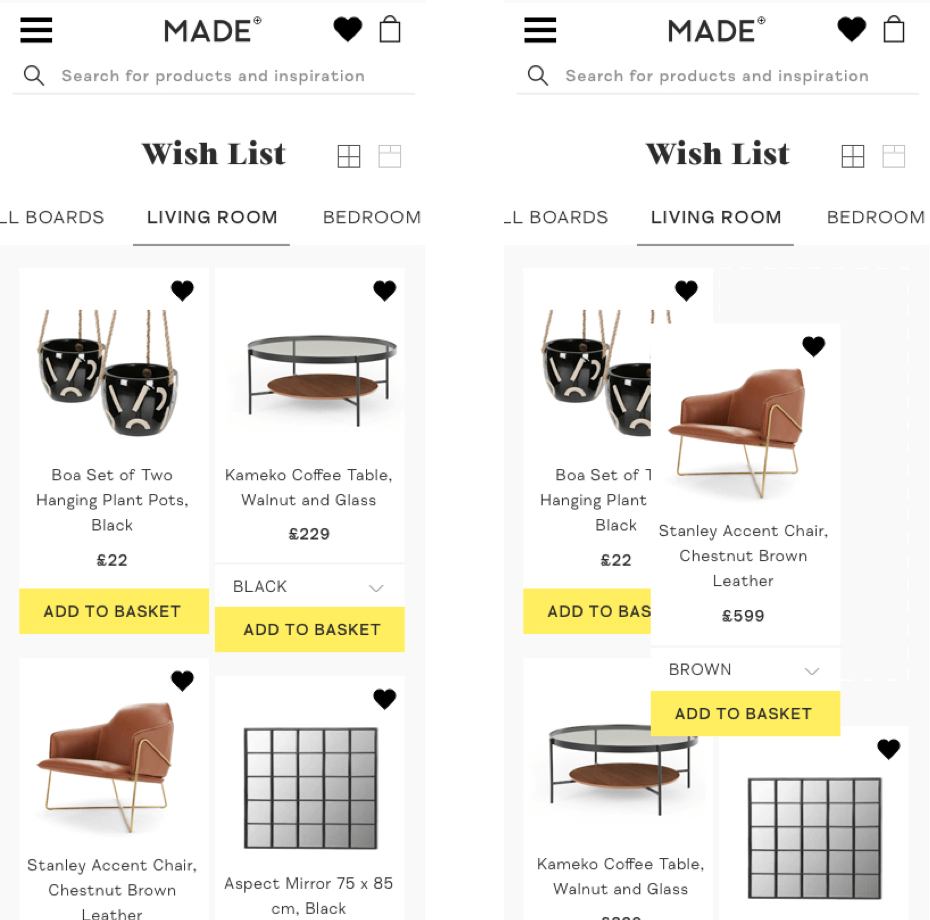 MADE
Search for products and inspiration
Wish List
LL BOARDS
LIVING ROOM
BEDROOM
Boa Set of Two
Hanging Plant Pots,
Black
£22
ADD TO BASKET
Kameko Coffee Table,
Walnut and Glass
£229
BLACK
ADD TO BASKET
Stanley Accent Chair,
Chestnut Brown
Leather
Aspect Mirror 75 x 85
cm, Black
MADE
Search for products and inspiration
Wish List
LL BOARDS
LIVING ROOM
BEDROOM
Boa Set of T
Hanging Plant
Black
£22
ADD TO BAS
Stanley Accent Chair,
Chestnut Brown
Leather
£599
BROWN
ADD TO BASKET
Kameko Coffee Table,
Walnut and Glass